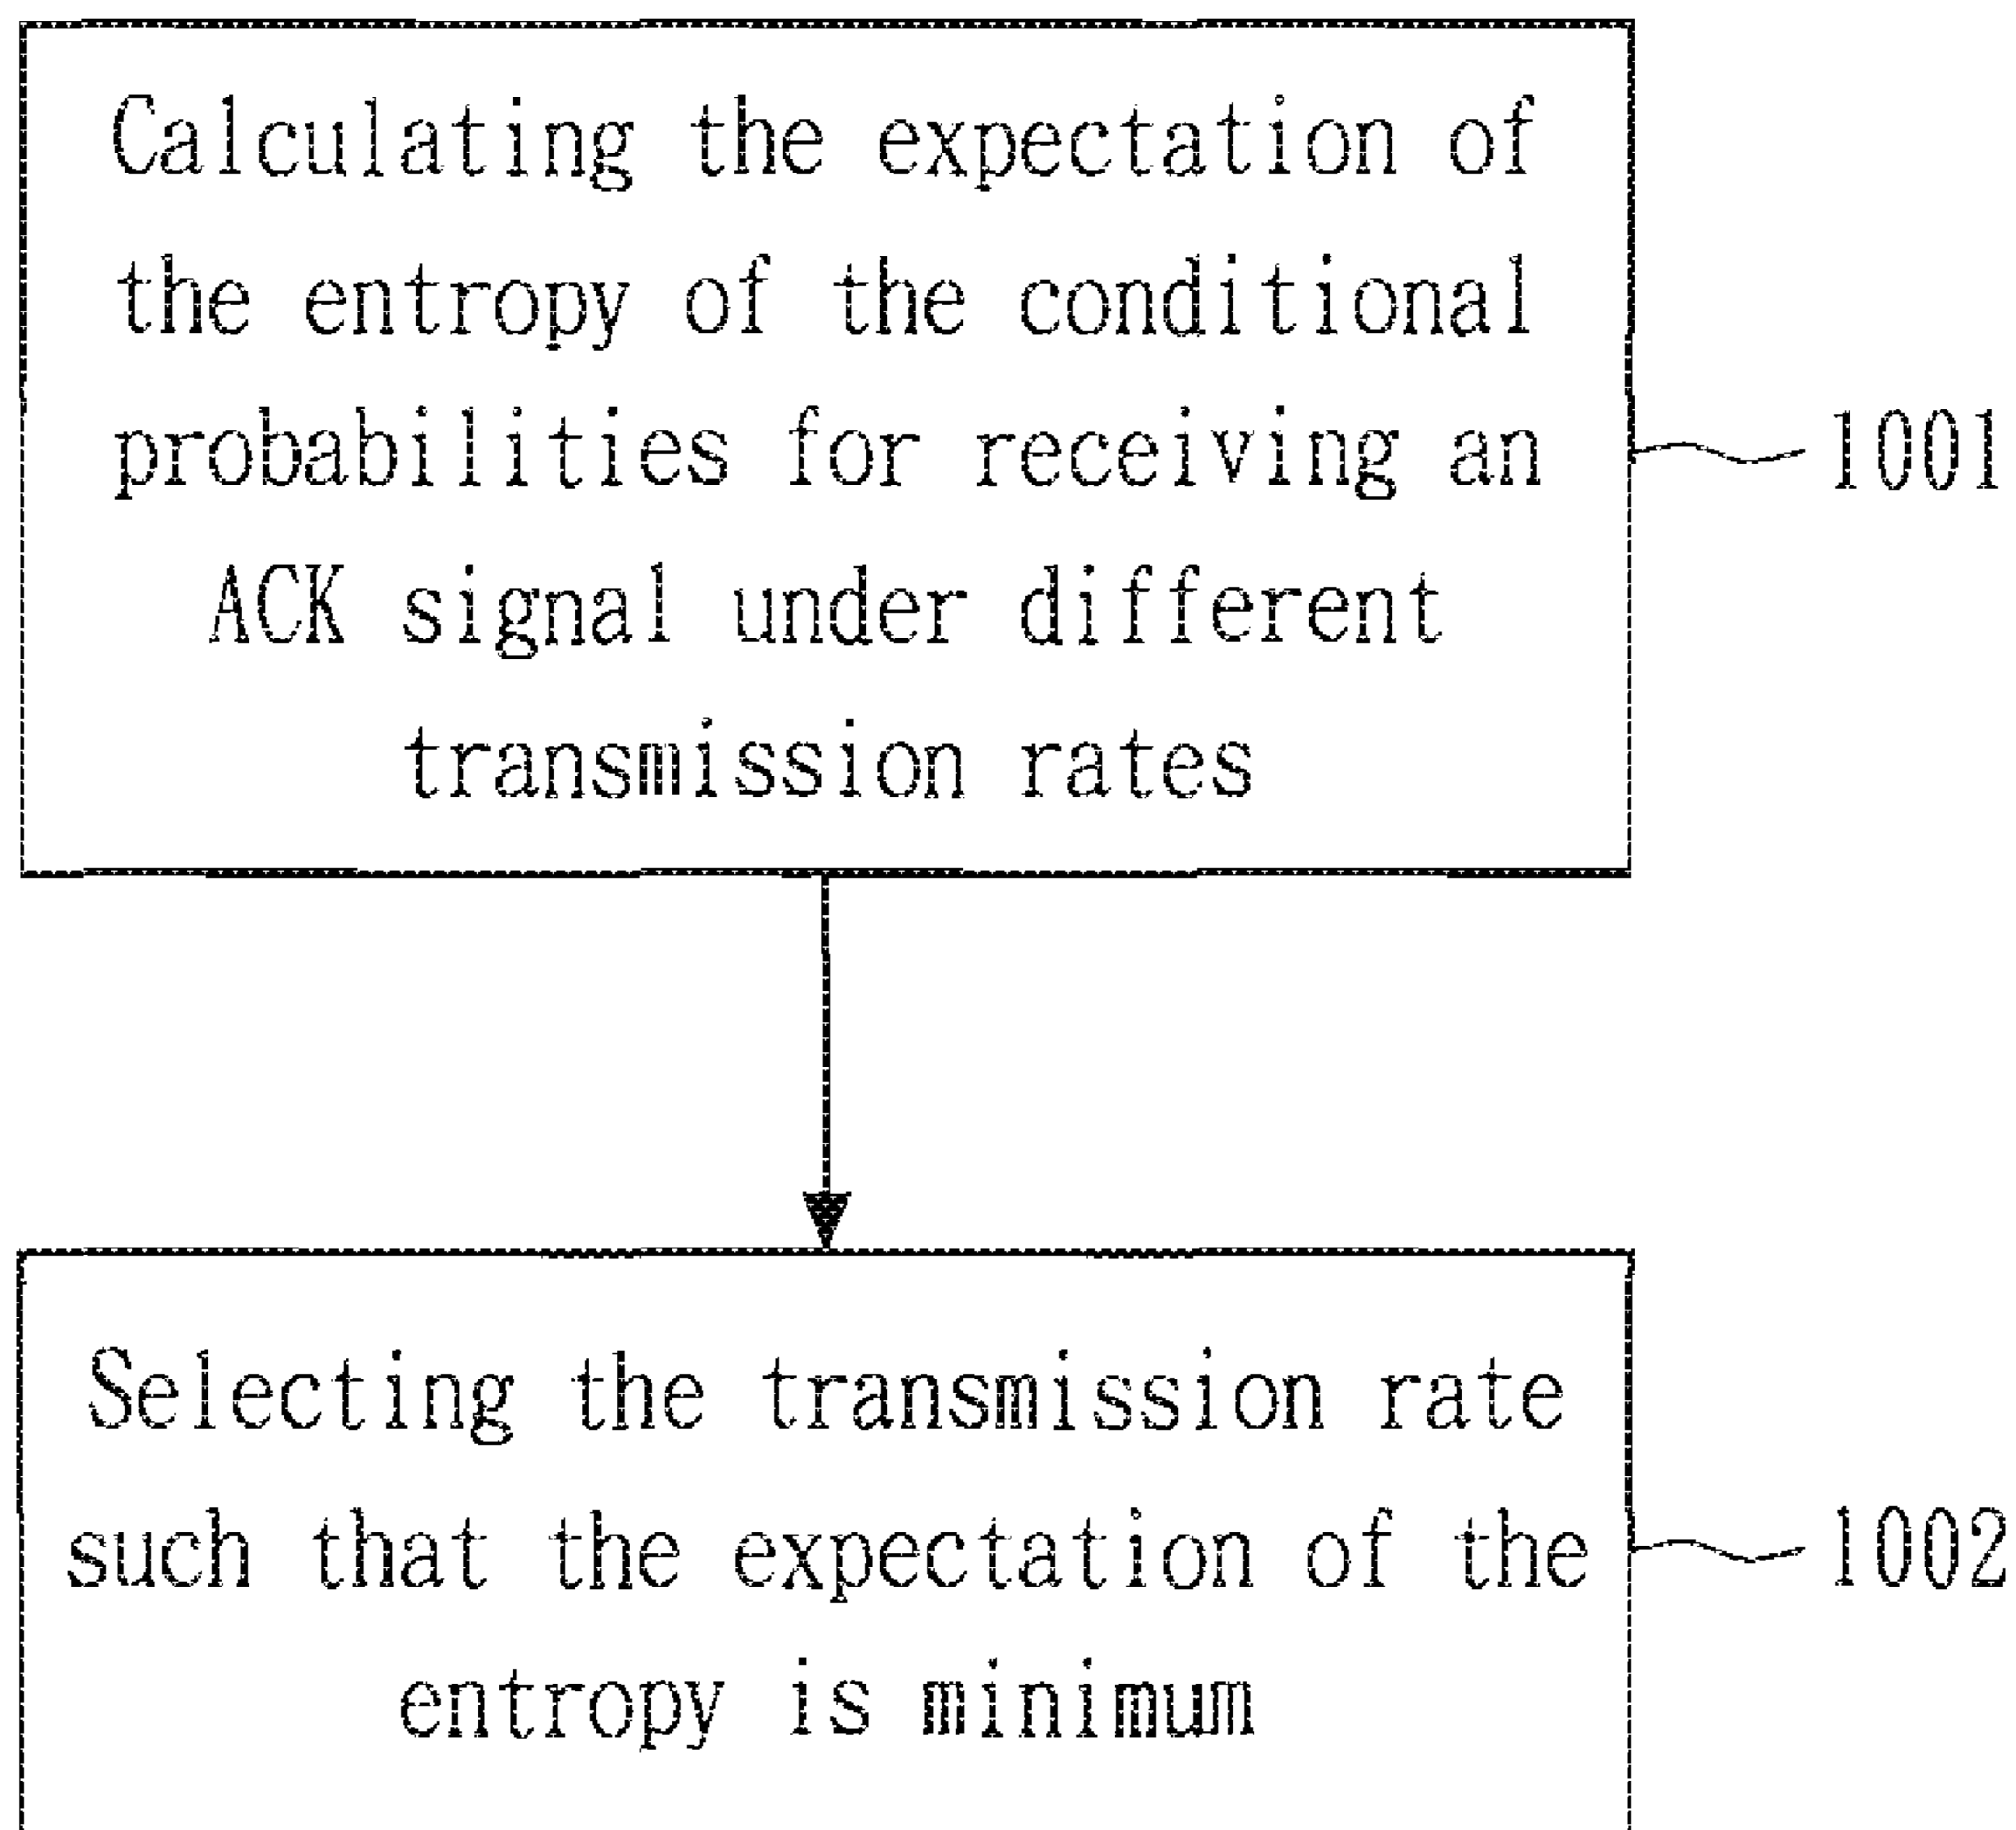 Calculating the expectation of
the entropy of the conditional
probabilities for receiving an
ACK signal under different
transmission rates
1001
Selecting the transmission rate
such that the expectation of the
entropy is minimum
1002